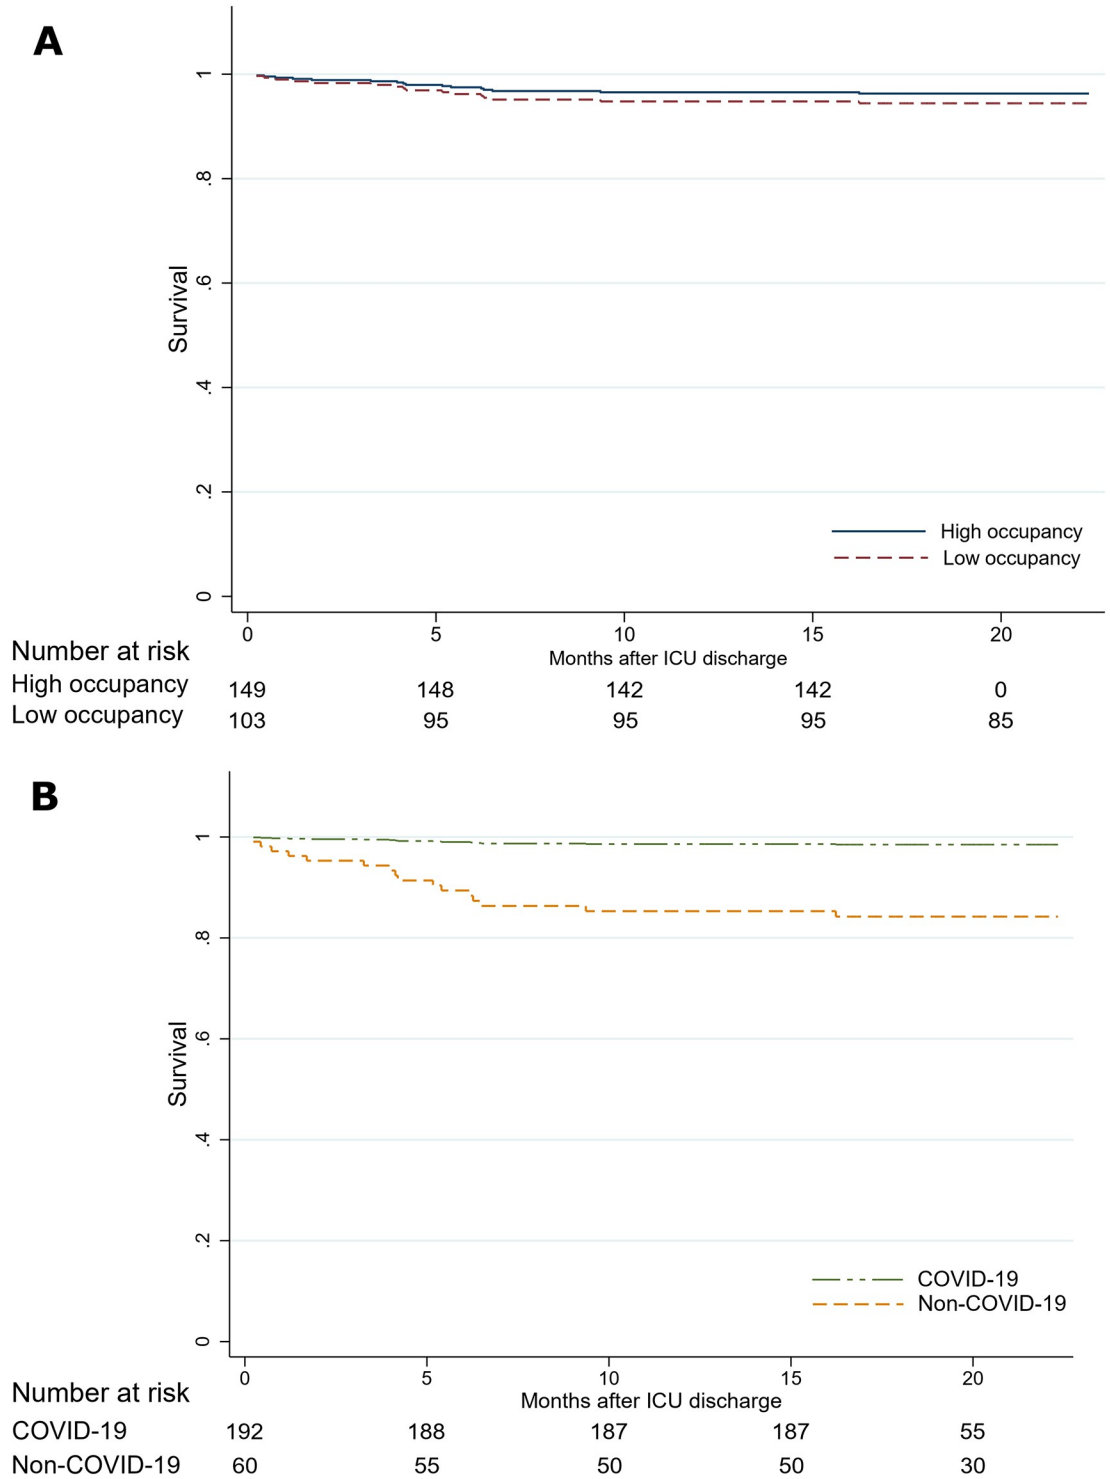 A
1
.8
.6
.4
.2
0
Survival
High occupancy
Low occupancy
0 5 10 15 20
Months after ICU discharge
Number at risk
High occupancy 149 148 142 142 0
Low occupancy 103 95 95 95 85
B
1
.8
.6
.4
.2
0
Survival
COVID-19
Non-COVID-19
0 5 10 15 20
Months after ICU discharge
Number at risk
COVID-19 192 188 187 187 55
Non-COVID-19 60 55 50 50 30